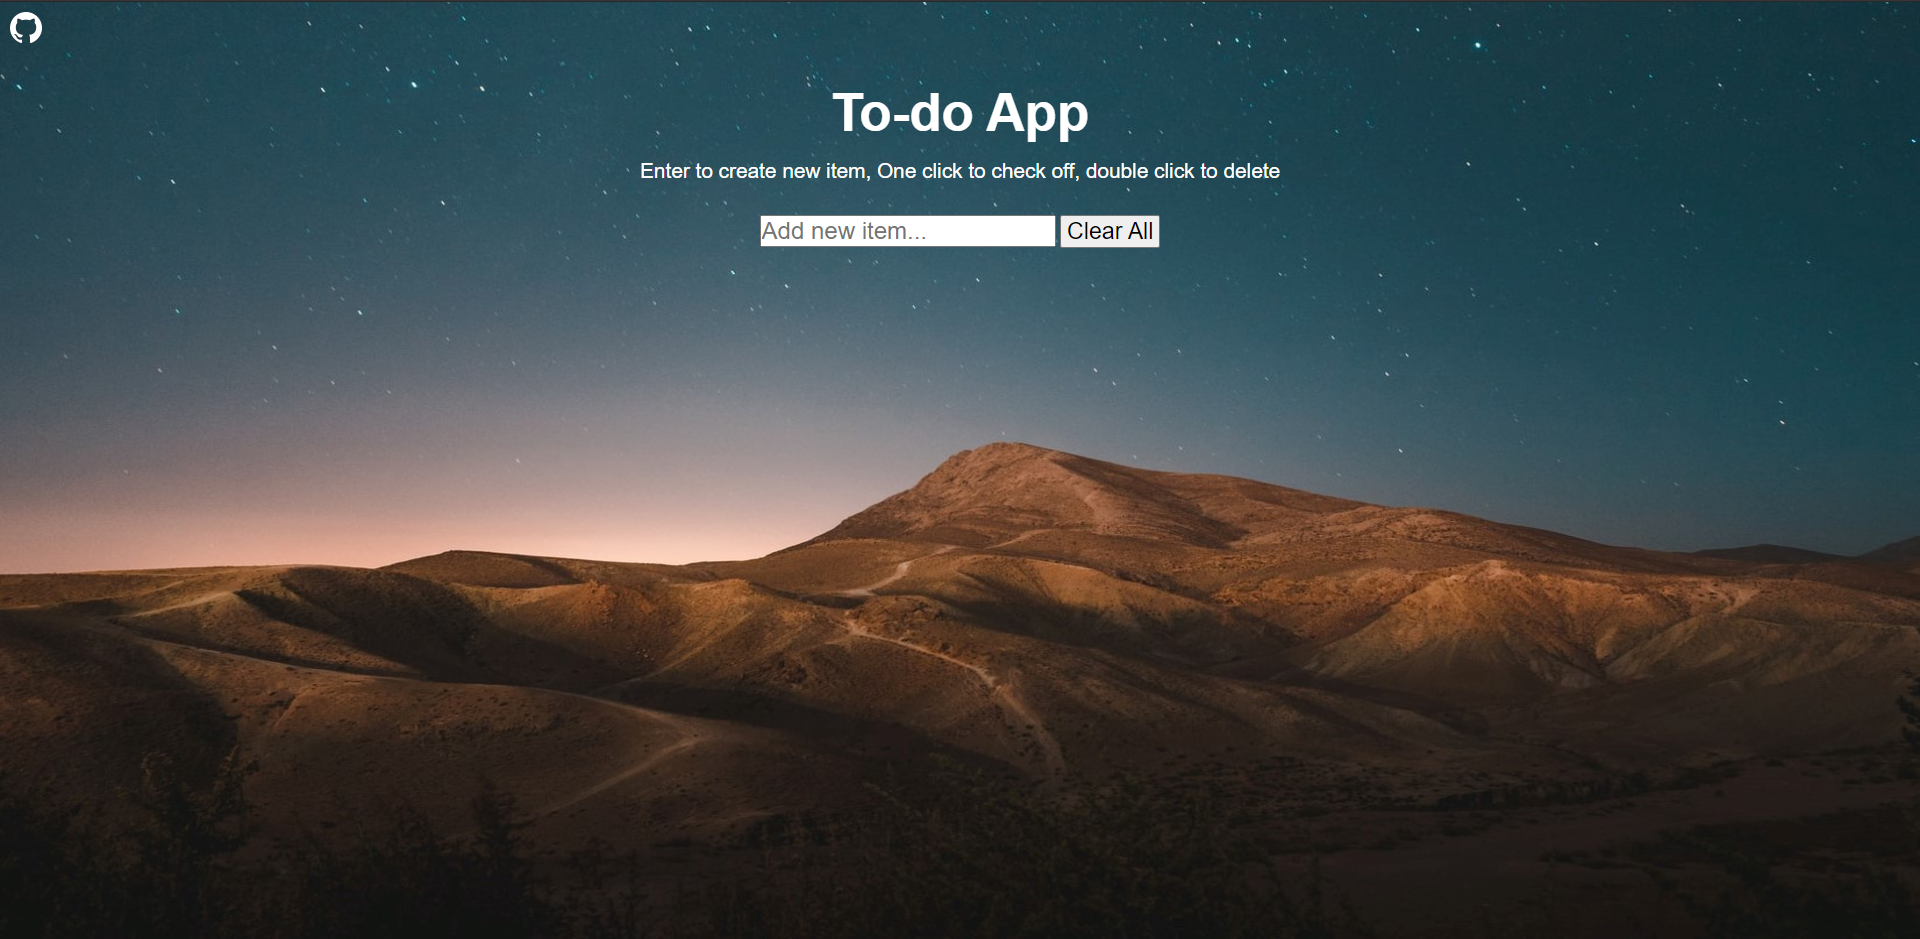 To-do App
Enter to create new item, One click to check off, double click to delete
Add new item... Clear All